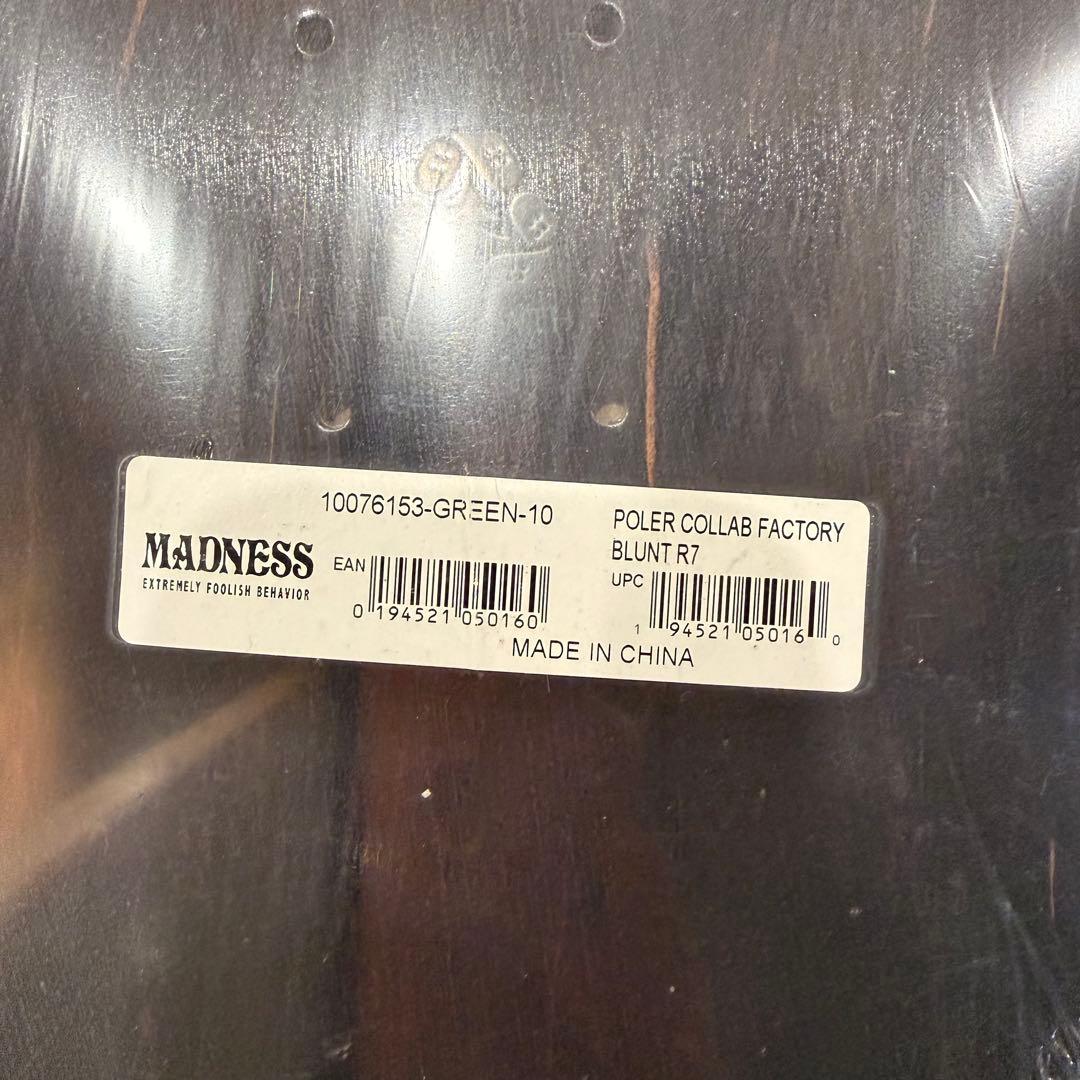 10076153-GREEN-10
POLER COLLAB FACTORY
BLUNT R7
MADNESS
EXTREMELY FOOLISH BEHAVIOR
EAN
0 194521 050160
UPC
1 94521 05016 0
MADE IN CHINA